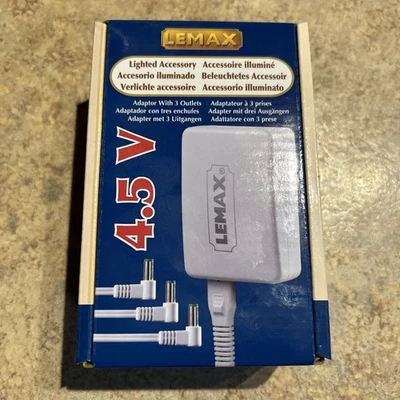 LEMAX
Lighted Accessory Accessoire illuminé
Accesorio iluminado Beleuchtetes Accessoir
Verlichte accessoire Accessorio illuminato
Adaptor With 3 Outlets Adaptateur à 3 prises
Adaptador con tres enchufes Adapter mit drei Ausgängen
Adapter met 3 Uitgangen Adattatore con 3 prese
4.5 V
LEMAX®